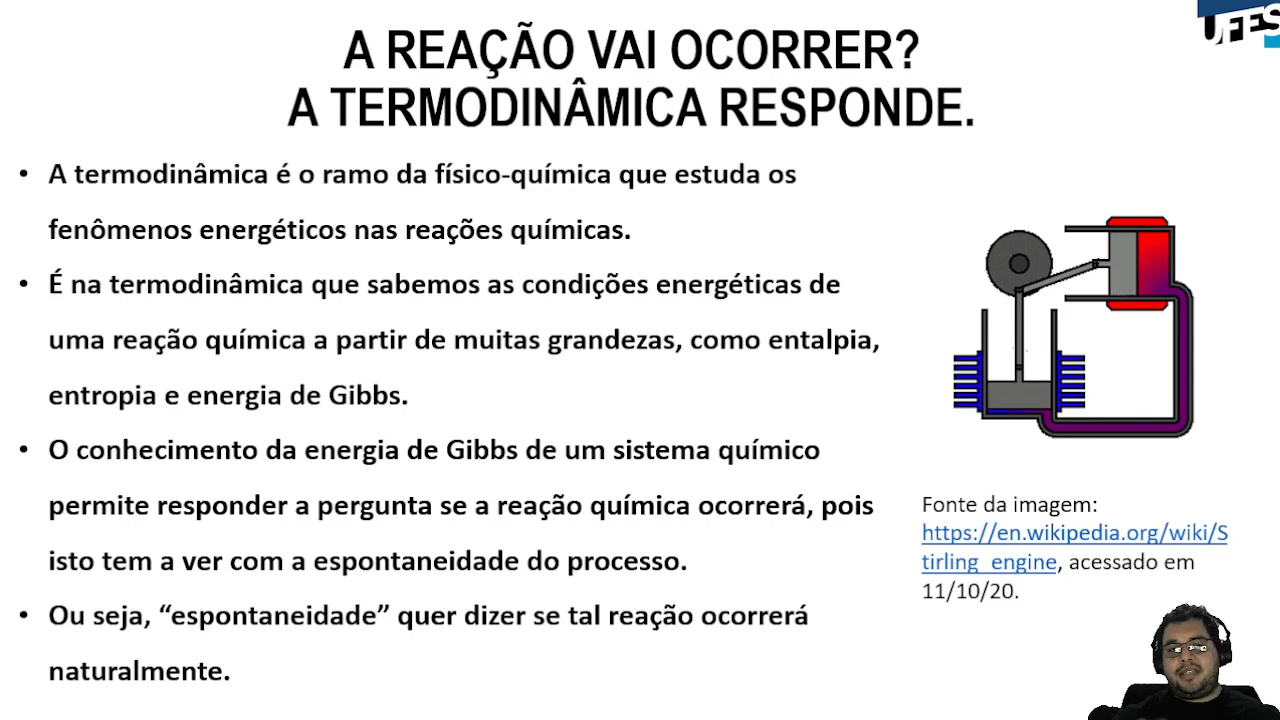 UFES
A REAÇÃO VAI OCORRER?
A TERMODINÂMICA RESPONDE.
• A termodinâmica é o ramo da físico-química que estuda os
fenômenos energéticos nas reações químicas.
• É na termodinâmica que sabemos as condições energéticas de
uma reação química a partir de muitas grandezas, como entalpia,
entropia e energia de Gibbs.
• O conhecimento da energia de Gibbs de um sistema químico
permite responder a pergunta se a reação química ocorrerá, pois
isto tem a ver com a espontaneidade do processo.
• Ou seja, “espontaneidade” quer dizer se tal reação ocorrerá
naturalmente.
Fonte da imagem:
https://en.wikipedia.org/wiki/S
tirling_engine, acessado em
11/10/20.